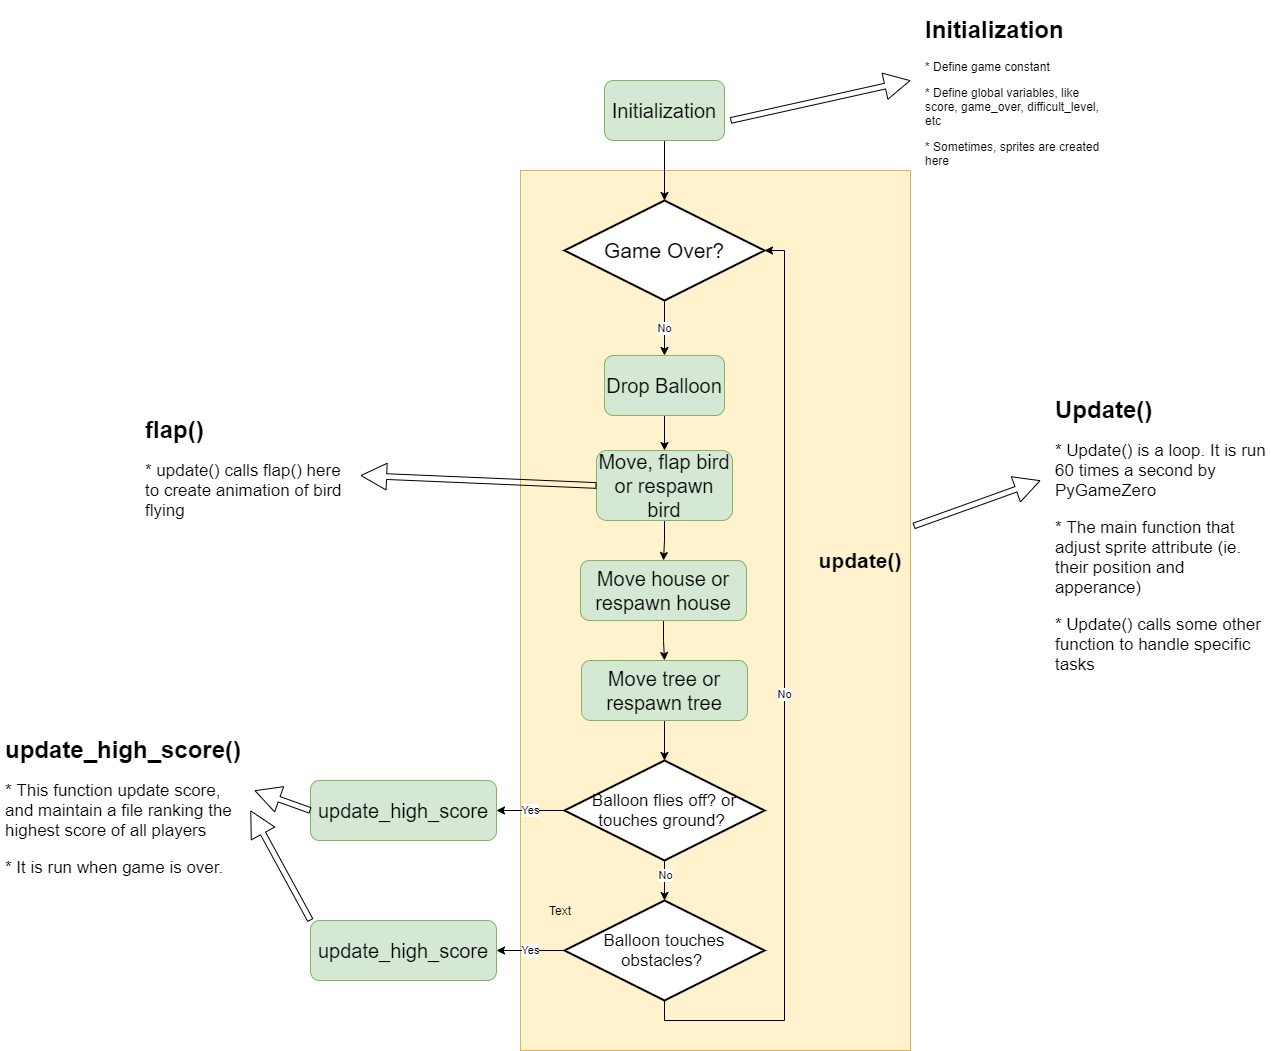 Initialization
* Define game constant
* Define global variables, like
score, game_over, difficult_level,
etc
* Sometimes, sprites are created
here
Initialization
Game Over?
No
Drop Balloon
flap()
* update() calls flap() here
to create animation of bird
flying
Move, flap bird
or respawn
bird
Update()
* Update() is a loop. It is run
60 times a second by
PyGameZero
* The main function that
adjust sprite attribute (ie.
their position and
apperance)
* Update() calls some other
function to handle specific
tasks
update()
Move house or
respawn house
Move tree or
respawn tree
No
update_high_score()
* This function update score,
and maintain a file ranking the
highest score of all players
* It is run when game is over.
update_high_score
Yes
Balloon flies off? or
touches ground?
No
Text
update_high_score
Yes
Balloon touches
obstacles?